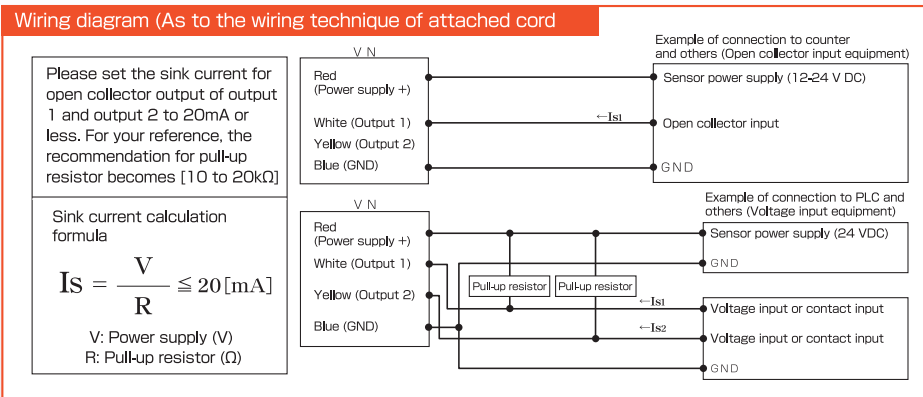 Wiring diagram (As to the wiring technique of attached cord
Please set the sink current for
open collector output of output
1 and output 2 to 20mA or
less. For your reference, the
recommendation for pull-up
resistor becomes [10 to 20kΩ]
Sink current calculation
formula
Is = V / R ≦ 20[mA]
V: Power supply (V)
R: Pull-up resistor (Ω)
VN
Red
(Power supply +)
White (Output 1)
Yellow (Output 2)
Blue (GND)
←Is1
Example of connection to counter
and others (Open collector input equipment)
Sensor power supply (12-24 V DC)
Open collector input
GND
VN
Red
(Power supply +)
White (Output 1)
Yellow (Output 2)
Blue (GND)
Pull-up resistor
Pull-up resistor
←Is1
←Is2
Example of connection to PLC and
others (Voltage input equipment)
Sensor power supply (24 VDC)
GND
Voltage input or contact input
Voltage input or contact input
GND